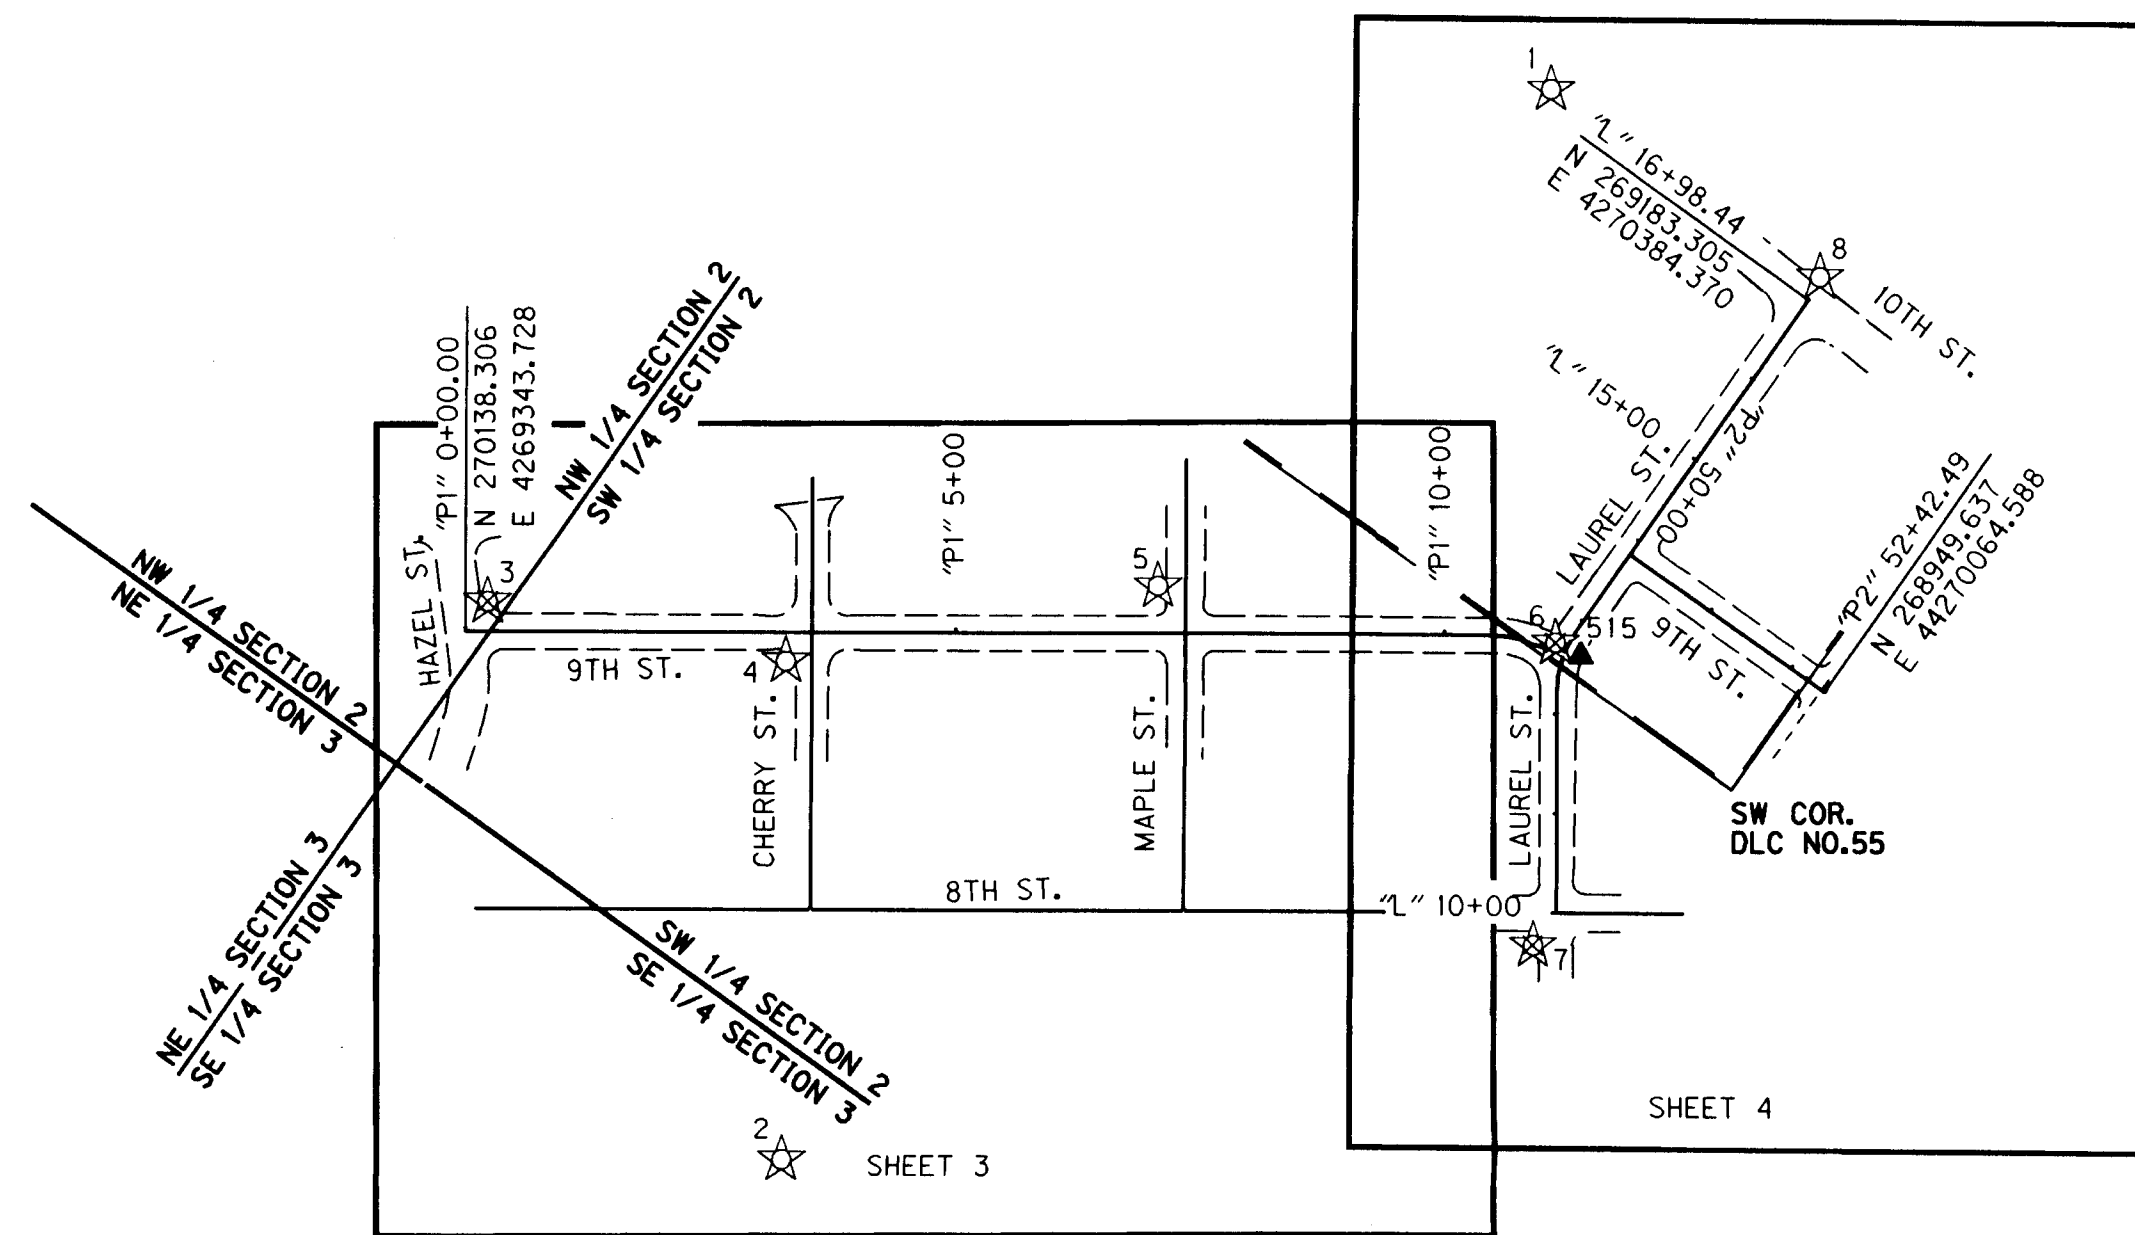 1
"L" 16+98.44
N 269183.305
E 4270384.370
8
10TH ST.
"L" 15+00
LAUREL ST.
"P2" 50+00
"P2" 52+42.49
N 268949.637
E 44270064.588
"P1" 0+00.00
N 270138.306
E 4269343.728
NW 1/4 SECTION 2
SW 1/4 SECTION 2
HAZEL ST.
3
"P1" 5+00
5
"P1" 10+00
6
515
9TH ST.
NW 1/4 SECTION 2
NE 1/4 SECTION 3
9TH ST.
4
CHERRY ST.
MAPLE ST.
LAUREL ST.
SW COR.
DLC NO.55
8TH ST.
"L" 10+00
7
NE 1/4 SECTION 3
SE 1/4 SECTION 3
SW 1/4 SECTION 2
SE 1/4 SECTION 3
2
SHEET 3
SHEET 4